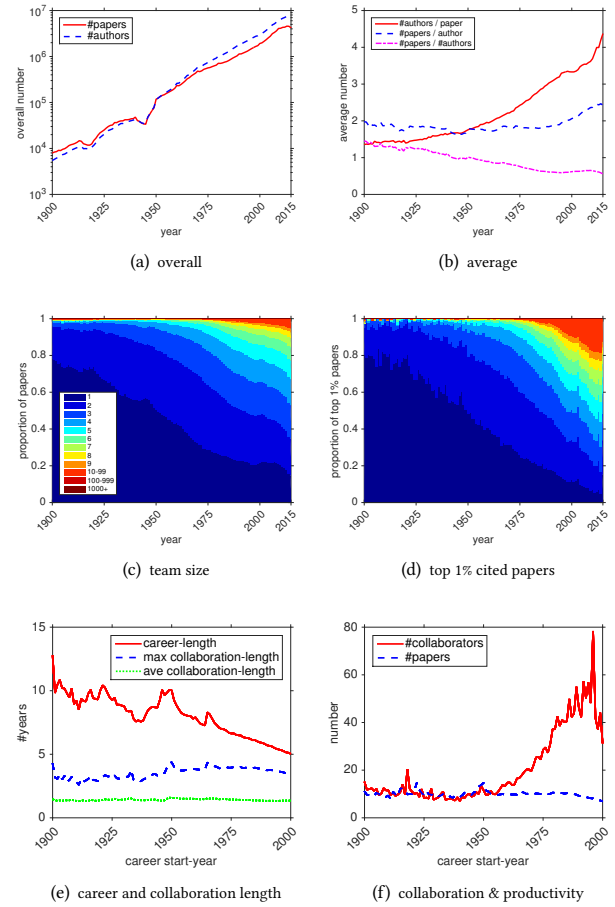 10^7
10^6
10^5
10^4
10^3
overall number
#papers
#authors
1900
1925
1950
1975
2000
2015
year
(a) overall
5
4
3
2
1
0
average number
#authors / paper
#papers / author
#papers / #authors
1900
1925
1950
1975
2000
2015
year
(b) average
1
0.8
0.6
0.4
0.2
0
proportion of papers
1
2
3
4
5
6
7
8
9
10-99
100-999
1000+
1900
1925
1950
1975
2000
2015
year
(c) team size
1
0.8
0.6
0.4
0.2
0
proportion of top 1% papers
1900
1925
1950
1975
2000
2015
year
(d) top 1% cited papers
15
10
5
0
#years
career-length
max collaboration-length
ave collaboration-length
1900
1925
1950
1975
2000
career start-year
(e) career and collaboration length
80
60
40
20
0
number
#collaborators
#papers
1900
1925
1950
1975
2000
career start-year
(f) collaboration & productivity